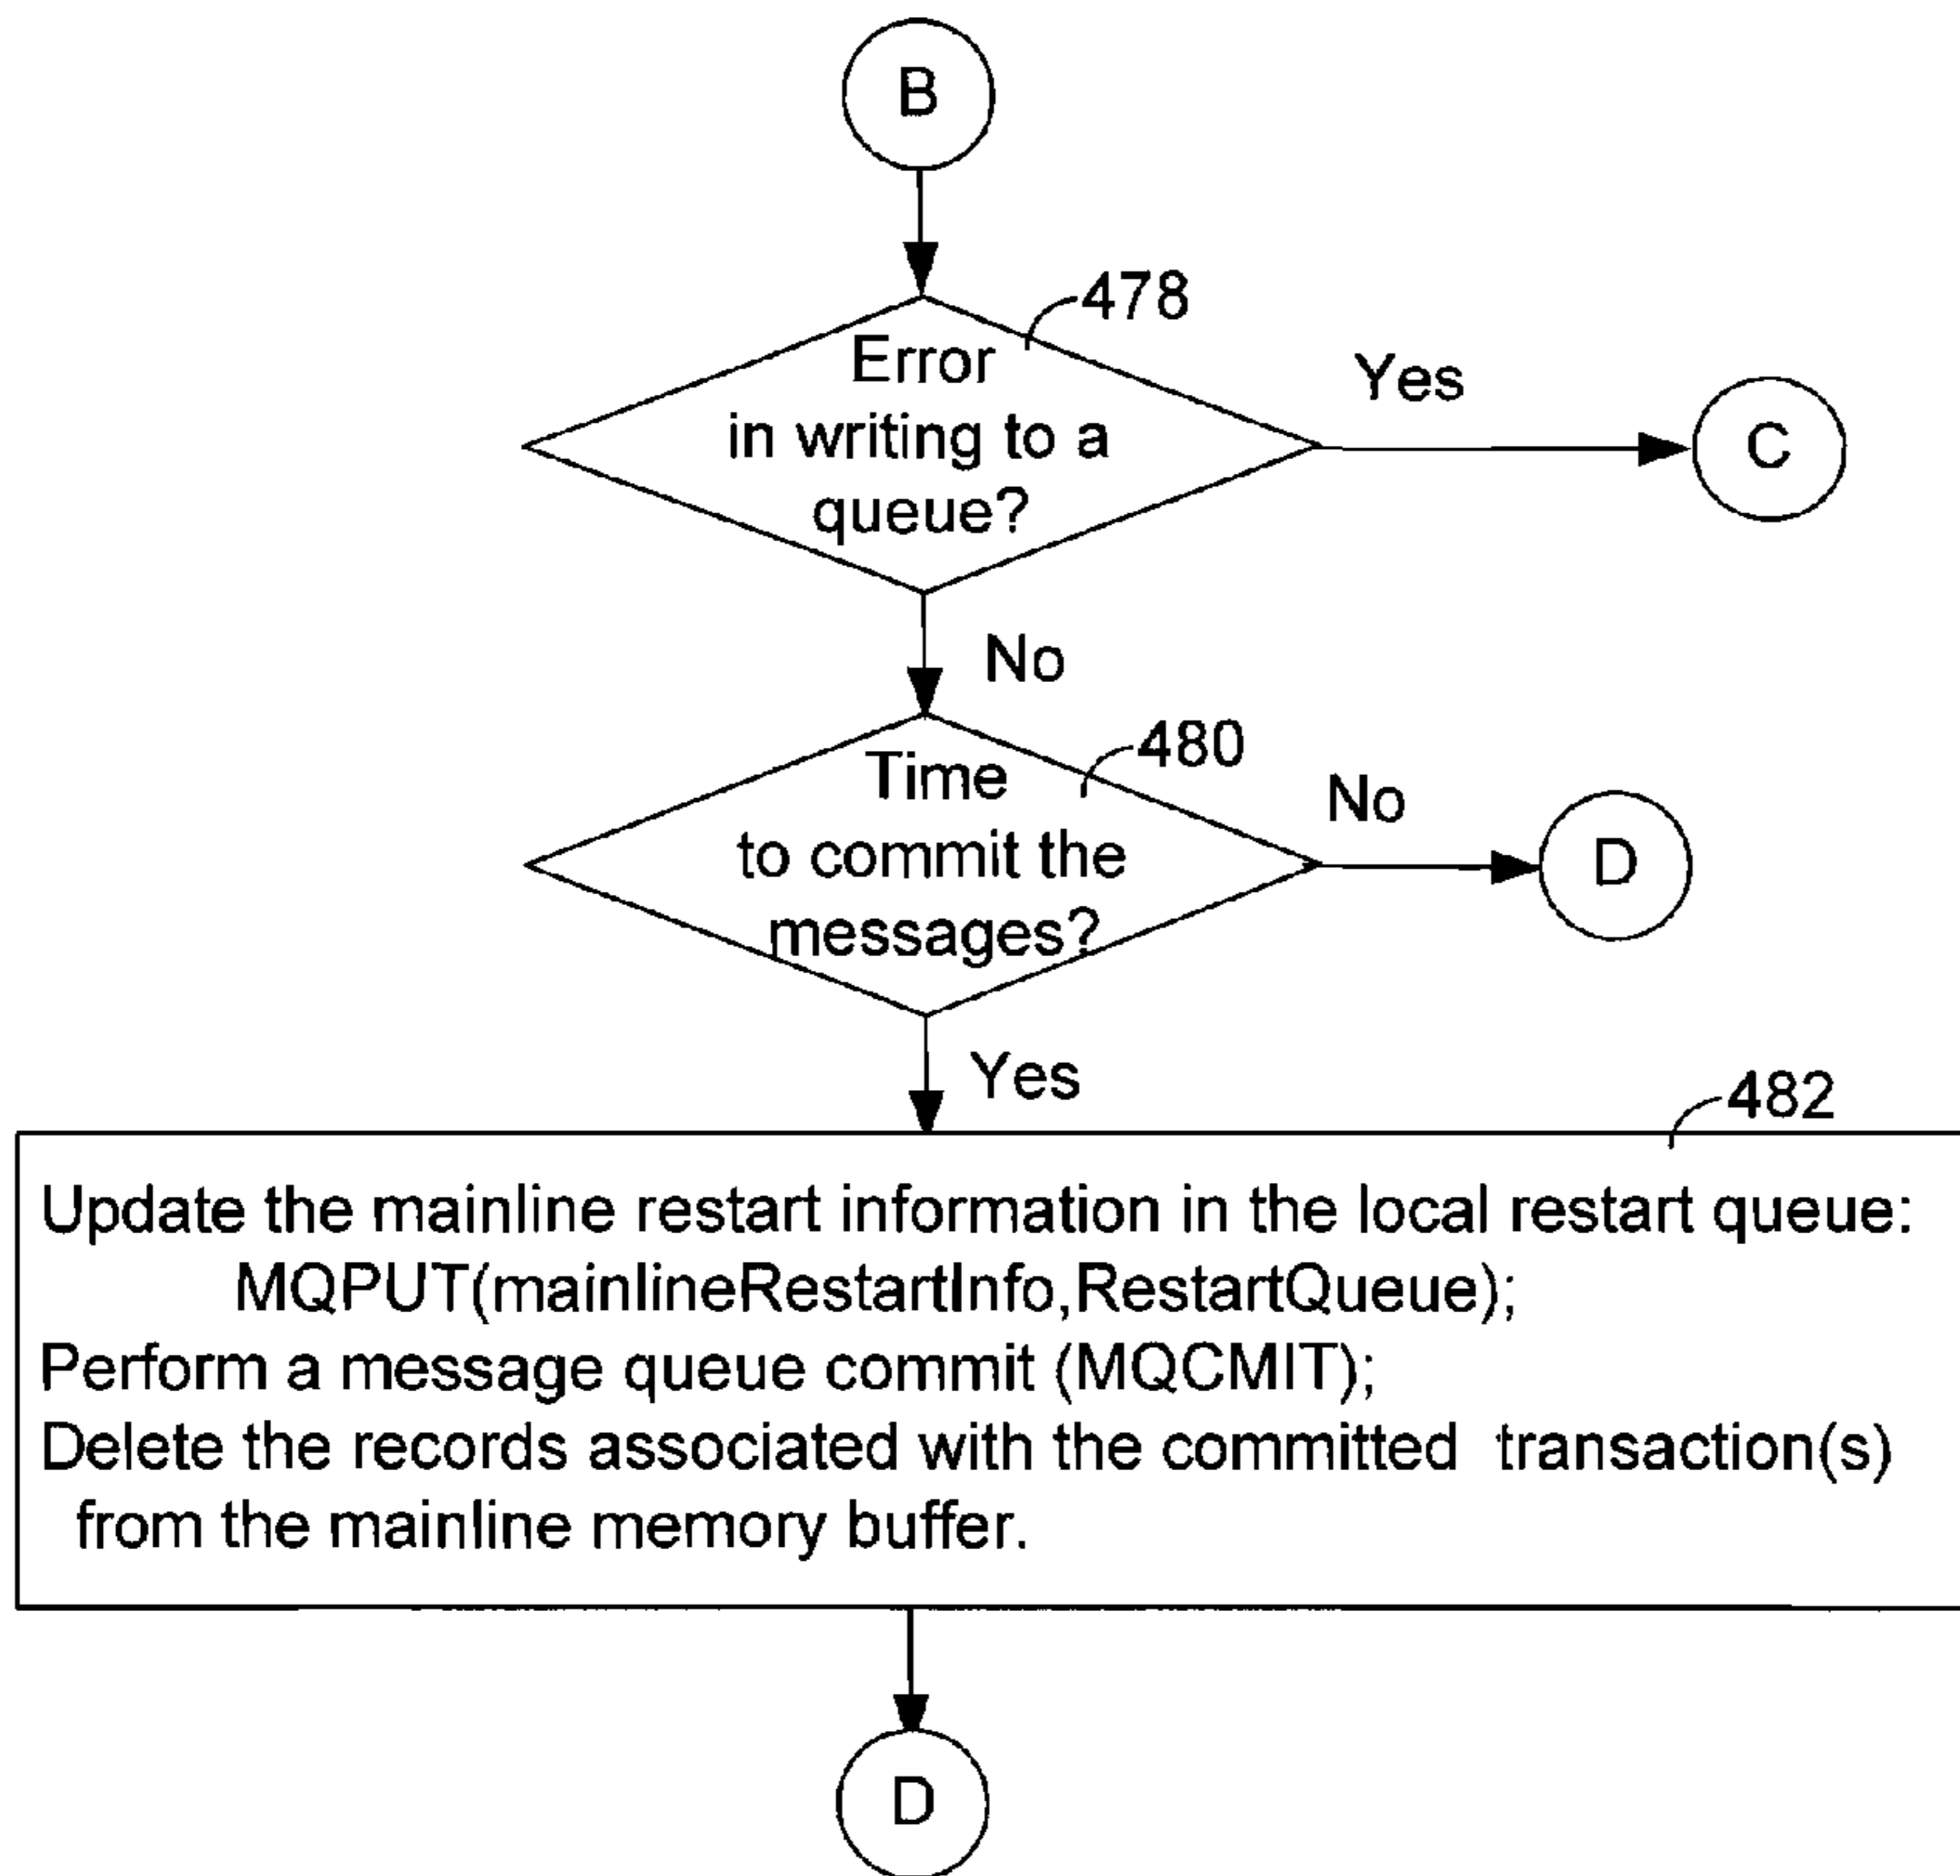 B
478
Error
in writing to a
queue?
Yes
C
No
480
Time
to commit the
messages?
No
D
Yes
482
Update the mainline restart information in the local restart queue:
MQPUT(mainlineRestartInfo,RestartQueue);
Perform a message queue commit (MQCMIT);
Delete the records associated with the committed transaction(s)
from the mainline memory buffer.
D